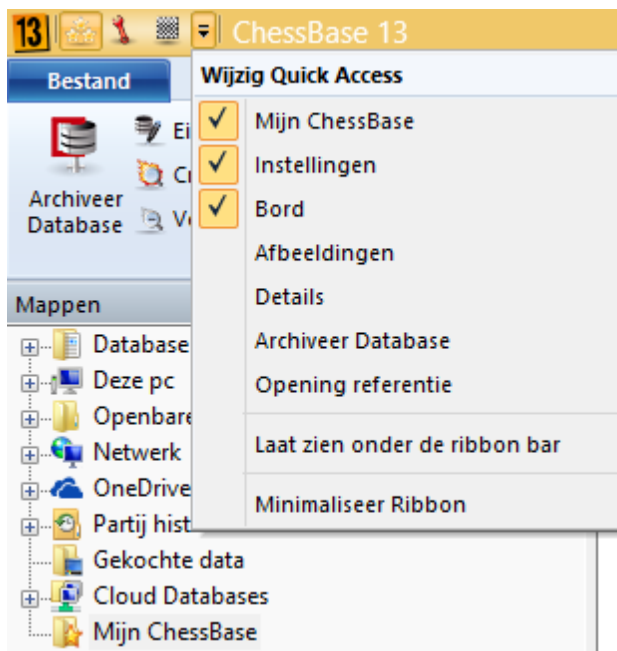 13 ChessBase 13
Bestand
Wijzig Quick Access
Mijn ChessBase
Instellingen
Bord
Afbeeldingen
Details
Archiveer Database
Opening referentie
Laat zien onder de ribbon bar
Minimaliseer Ribbon
Archiveer
Database
Mappen
Database
Deze pc
Openbare
Netwerk
OneDrive
Partij hist
Gekochte data
Cloud Databases
Mijn ChessBase